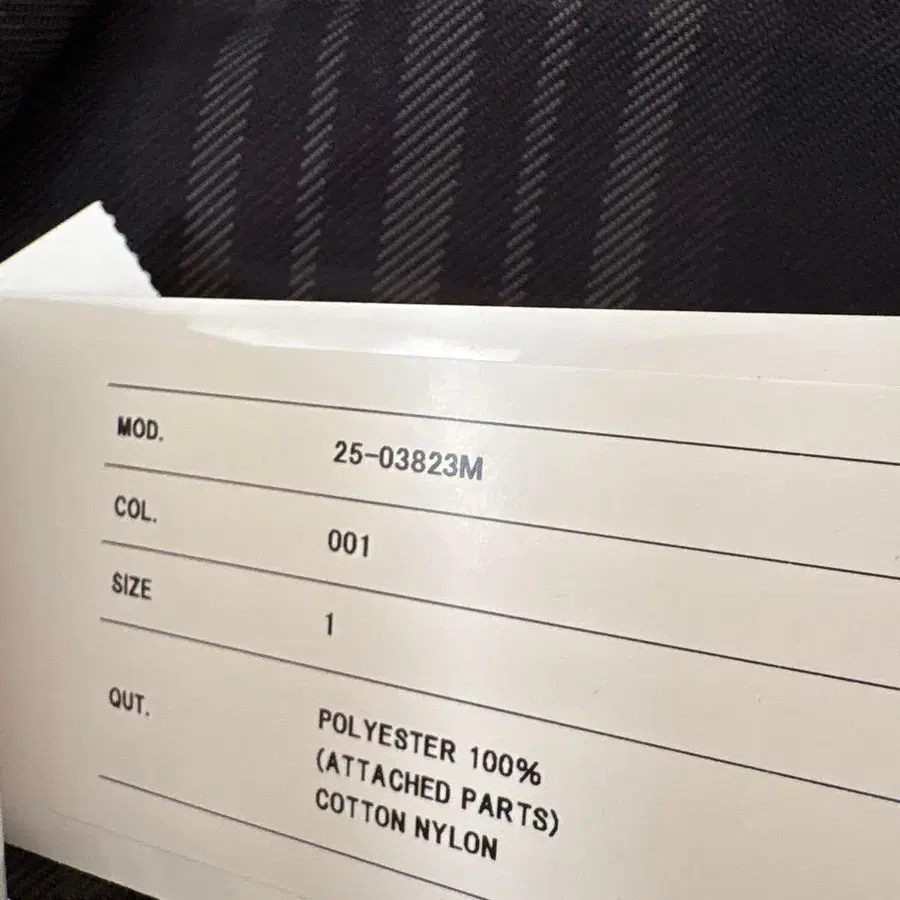 MOD. 25-03823M
COL. 001
SIZE 1
QUT. POLYESTER 100%
(ATTACHED PARTS)
COTTON NYLON